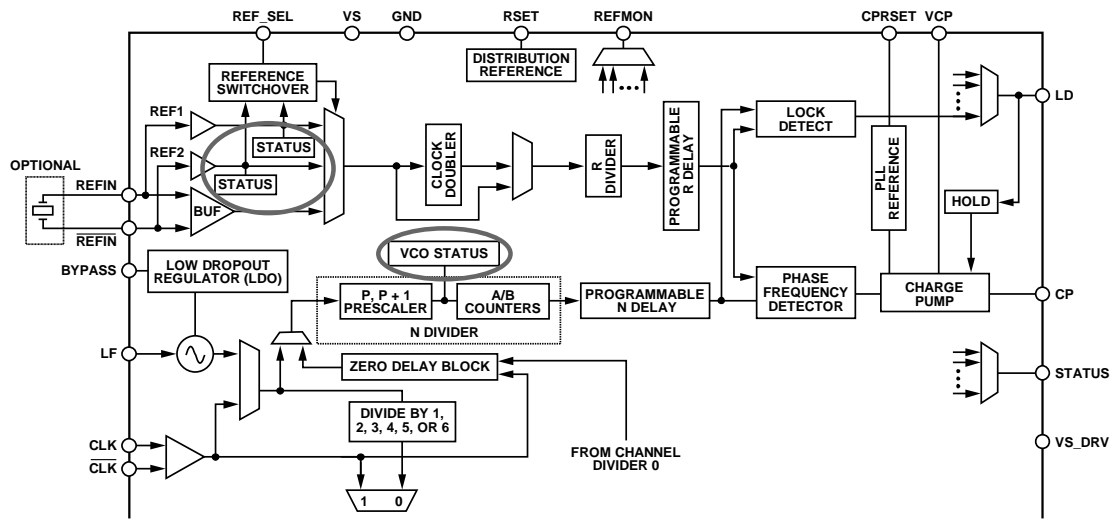 REF_SEL
VS
GND
RSET
REFMON
CPRSET
VCP
REFERENCE
SWITCHOVER
DISTRIBUTION
REFERENCE
LD
REF1
STATUS
LOCK
DETECT
OPTIONAL
REF2
STATUS
CLOCK
DOUBLER
R
DIVIDER
PROGRAMMABLE
R DELAY
PLL
REFERENCE
HOLD
REFIN
BUF
REFIN
BYPASS
LOW DROPOUT
REGULATOR (LDO)
VCO STATUS
P, P + 1
PRESCALER
A/B
COUNTERS
N DIVIDER
PROGRAMMABLE
N DELAY
PHASE
FREQUENCY
DETECTOR
CHARGE
PUMP
CP
LF
ZERO DELAY BLOCK
STATUS
DIVIDE BY 1,
2, 3, 4, 5, OR 6
FROM CHANNEL
DIVIDER 0
CLK
CLK
VS_DRV
1 0